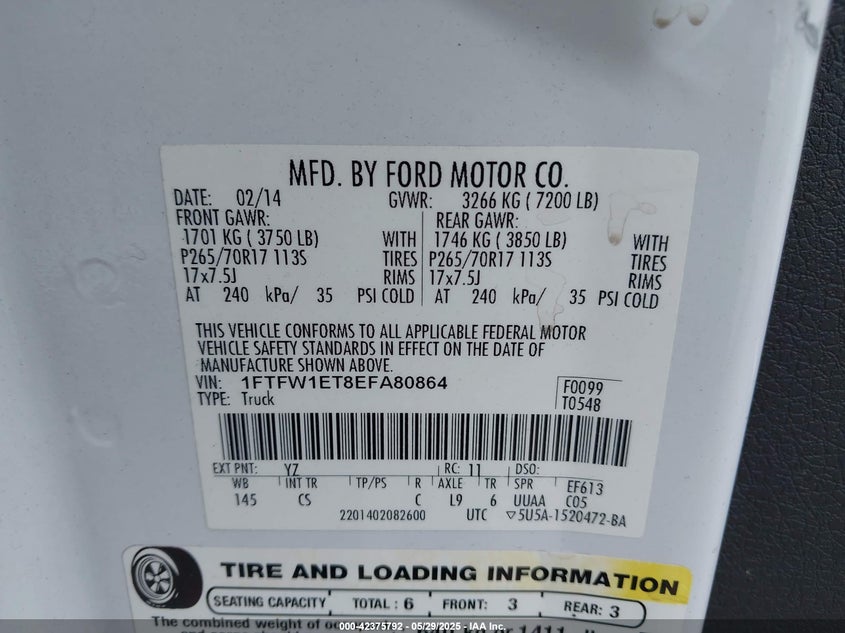 MFD. BY FORD MOTOR CO.
DATE: 02/14 GVWR: 3266 KG ( 7200 LB)
FRONT GAWR: REAR GAWR:
1701 KG ( 3750 LB) WITH 1746 KG ( 3850 LB) WITH
P265/70R17 113S TIRES P265/70R17 113S TIRES
17x7.5J RIMS 17x7.5J RIMS
AT 240 kPa/ 35 PSI COLD AT 240 kPa/ 35 PSI COLD
THIS VEHICLE CONFORMS TO ALL APPLICABLE FEDERAL MOTOR
VEHICLE SAFETY STANDARDS IN EFFECT ON THE DATE OF
MANUFACTURE SHOWN ABOVE.
VIN: 1FTFW1ET8EFA80864 F0099
TYPE: Truck T0548
EXT PNT: YZ RC: 11 DSO:
WB INT TR TP/PS R AXLE TR SPR EF613
145 CS C L9 6 UUAA C05
2201402082600 UTC ▽5U5A-1520472-BA
TIRE AND LOADING INFORMATION
SEATING CAPACITY TOTAL : 6 FRONT: 3 REAR: 3
The combined weight of
000-42375792 - 05/29/2025 - IAA Inc.